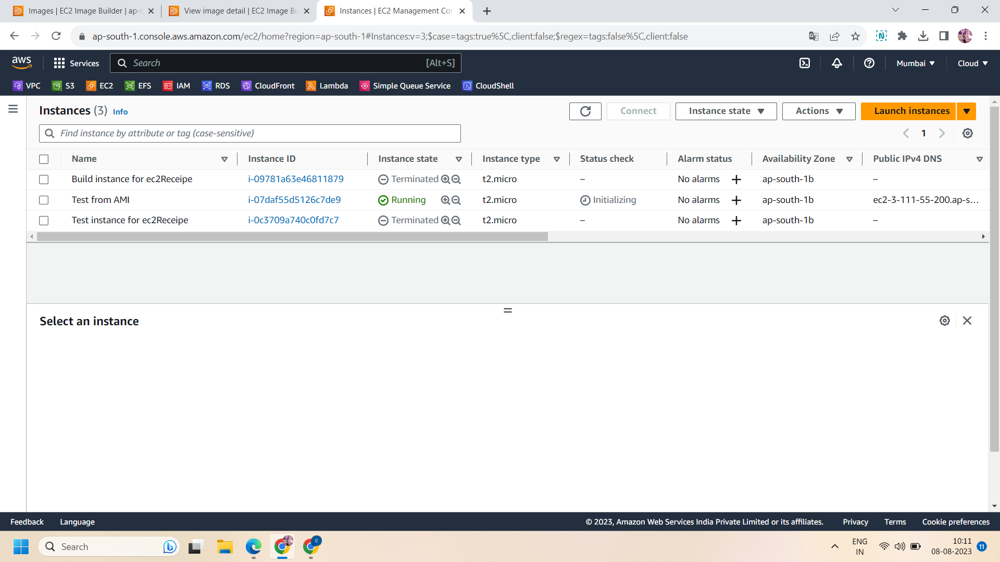 Images | EC2 Image Builder | ap-s
View image detail | EC2 Image Bu
Instances | EC2 Management Con
ap-south-1.console.aws.amazon.com/ec2/home?region=ap-south-1#Instances:v=3;$case=tags:true%5C,client:false;$regex=tags:false%5C,client:false
aws Services Search [Alt+S] Mumbai Cloud
VPC S3 EC2 EFS IAM RDS CloudFront Lambda Simple Queue Service CloudShell
Instances (3) Info Connect Instance state Actions Launch instances
Find instance by attribute or tag (case-sensitive) 1
Name Instance ID Instance state Instance type Status check Alarm status Availability Zone Public IPv4 DNS
Build instance for ec2Receipe i-09781a63e46811879 Terminated t2.micro – No alarms + ap-south-1b –
Test from AMI i-07daf55d5126c7de9 Running t2.micro Initializing No alarms + ap-south-1b ec2-3-111-55-200.ap-s...
Test instance for ec2Receipe i-0c3709a740c0fd7c7 Terminated t2.micro – No alarms + ap-south-1b –
Select an instance
Feedback Language © 2023, Amazon Web Services India Private Limited or its affiliates. Privacy Terms Cookie preferences
Search C ENG 10:11
IN 08-08-2023 11